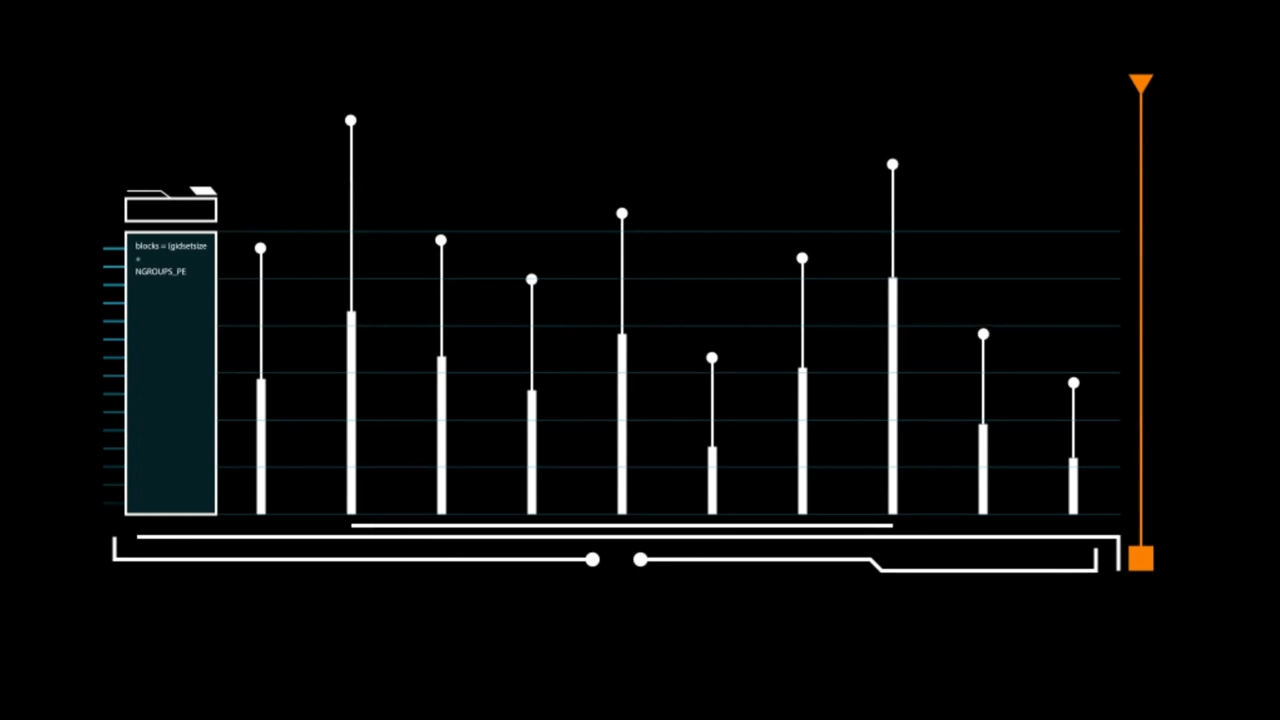 blocks = (gidsetsize
+
NGROUPS_PE